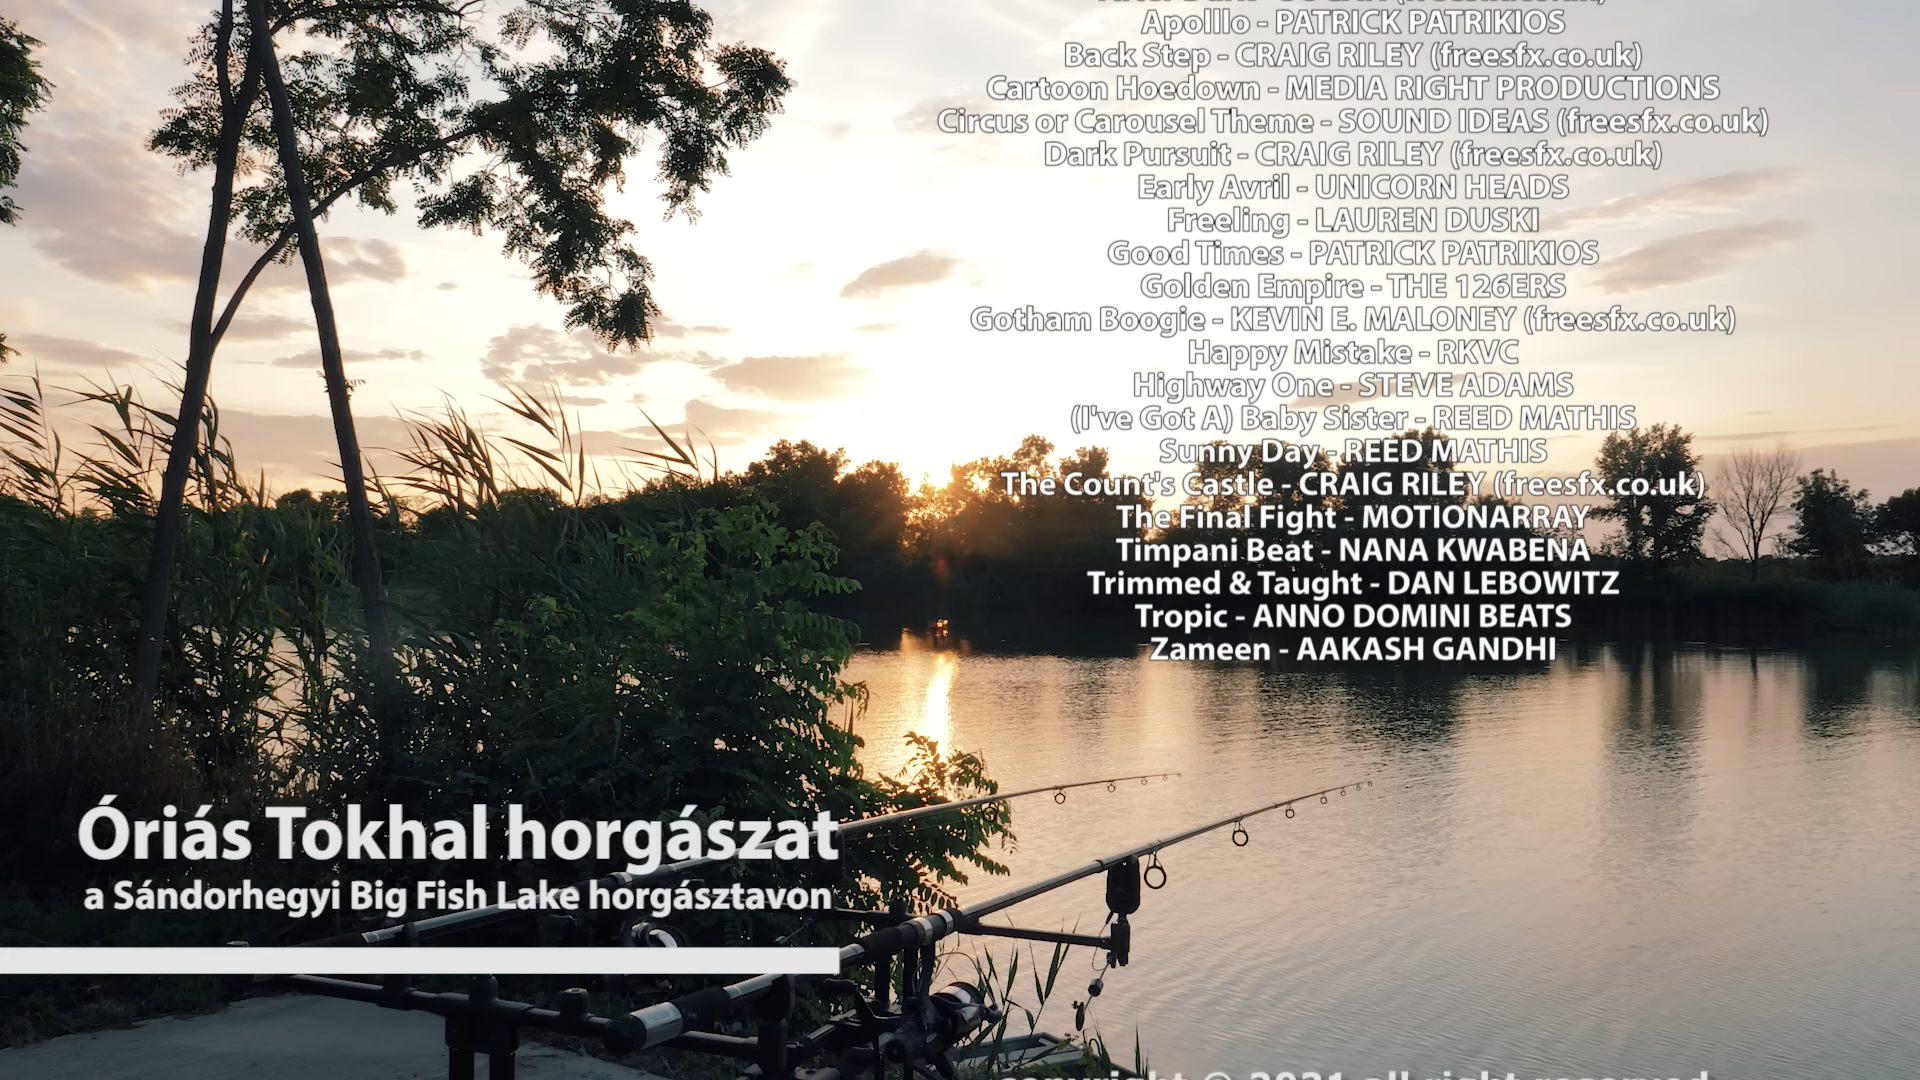 Apolllo - PATRICK PATRIKIOS
Back Step - CRAIG RILEY (freesfx.co.uk)
Cartoon Hoedown - MEDIA RIGHT PRODUCTIONS
Circus or Carousel Theme - SOUND IDEAS (freesfx.co.uk)
Dark Pursuit - CRAIG RILEY (freesfx.co.uk)
Early Avril - UNICORN HEADS
Freeling - LAUREN DUSKI
Good Times - PATRICK PATRIKIOS
Golden Empire - THE 126ERS
Gotham Boogie - KEVIN E. MALONEY (freesfx.co.uk)
Happy Mistake - RKVC
Highway One - STEVE ADAMS
(I've Got A) Baby Sister - REED MATHIS
Sunny Day - REED MATHIS
The Count's Castle - CRAIG RILEY (freesfx.co.uk)
The Final Fight - MOTIONARRAY
Timpani Beat - NANA KWABENA
Trimmed & Taught - DAN LEBOWITZ
Tropic - ANNO DOMINI BEATS
Zameen - AAKASH GANDHI
Óriás Tokhal horgászat
a Sándorhegyi Big Fish Lake horgásztavon
copyright © 2021 all right reserved